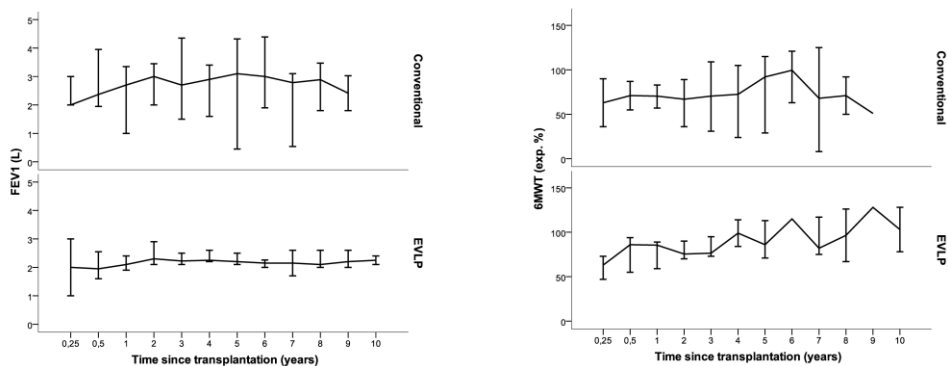 5
4
3
2
1
0
Conventional
FEV1 (L)
5
4
3
2
1
0
EVLP
0,25 0,5 1 2 3 4 5 6 7 8 9 10
Time since transplantation (years)
150
100
50
0
Conventional
6MWT (exp. %)
150
100
50
0
EVLP
0,25 0,5 1 2 3 4 5 6 7 8 9 10
Time since transplantation (years)